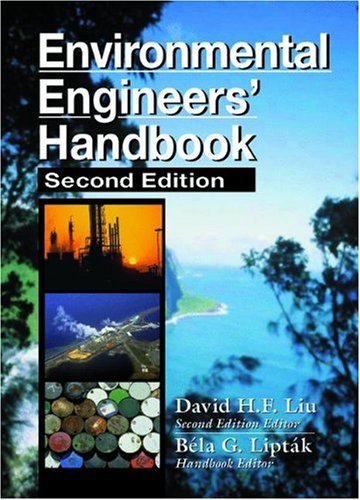 Environmental
Engineers'
Handbook
Second Edition
David H.F. Liu
Second Edition Editor
Béla G. Lipták
Handbook Editor